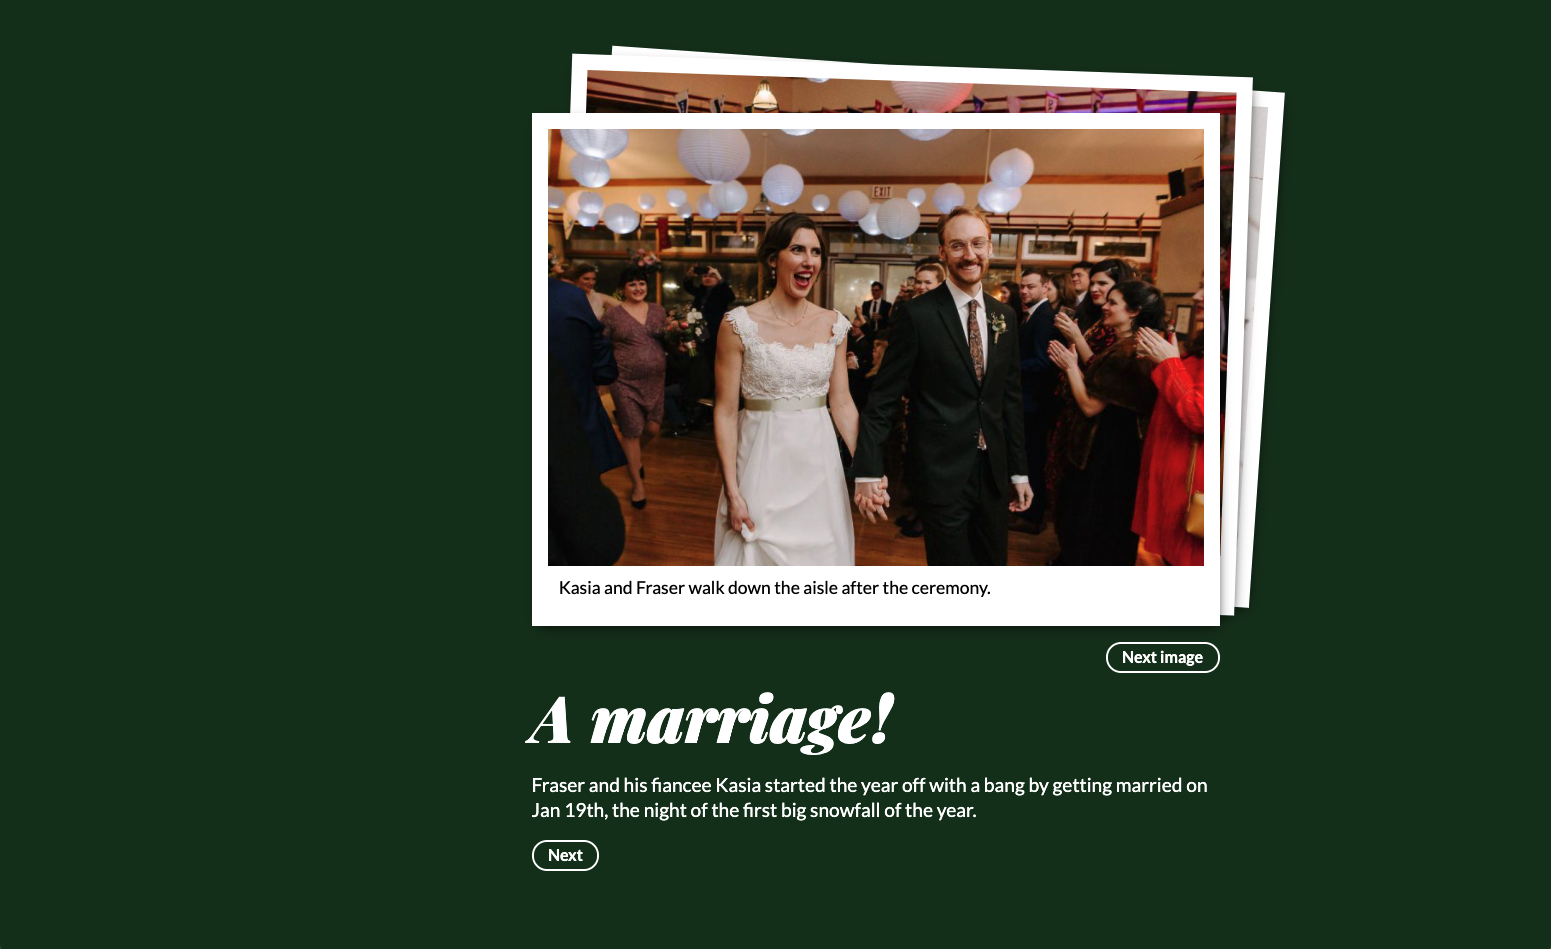 EXIT
Kasia and Fraser walk down the aisle after the ceremony.
Next image
A marriage!
Fraser and his fiancee Kasia started the year off with a bang by getting married on
Jan 19th, the night of the first big snowfall of the year.
Next